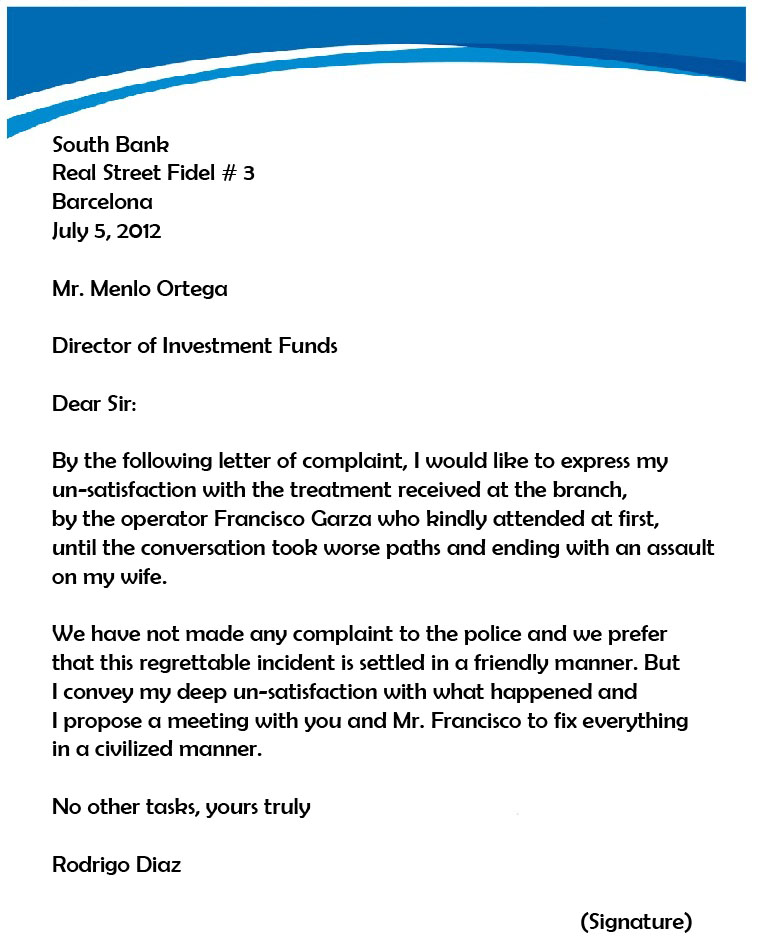 South Bank
Real Street Fidel # 3
Barcelona
July 5, 2012
Mr. Menlo Ortega
Director of Investment Funds
Dear Sir:
By the following letter of complaint, I would like to express my
un-satisfaction with the treatment received at the branch,
by the operator Francisco Garza who kindly attended at first,
until the conversation took worse paths and ending with an assault
on my wife.
We have not made any complaint to the police and we prefer
that this regrettable incident is settled in a friendly manner. But
I convey my deep un-satisfaction with what happened and
I propose a meeting with you and Mr. Francisco to fix everything
in a civilized manner.
No other tasks, yours truly
Rodrigo Diaz
(Signature)